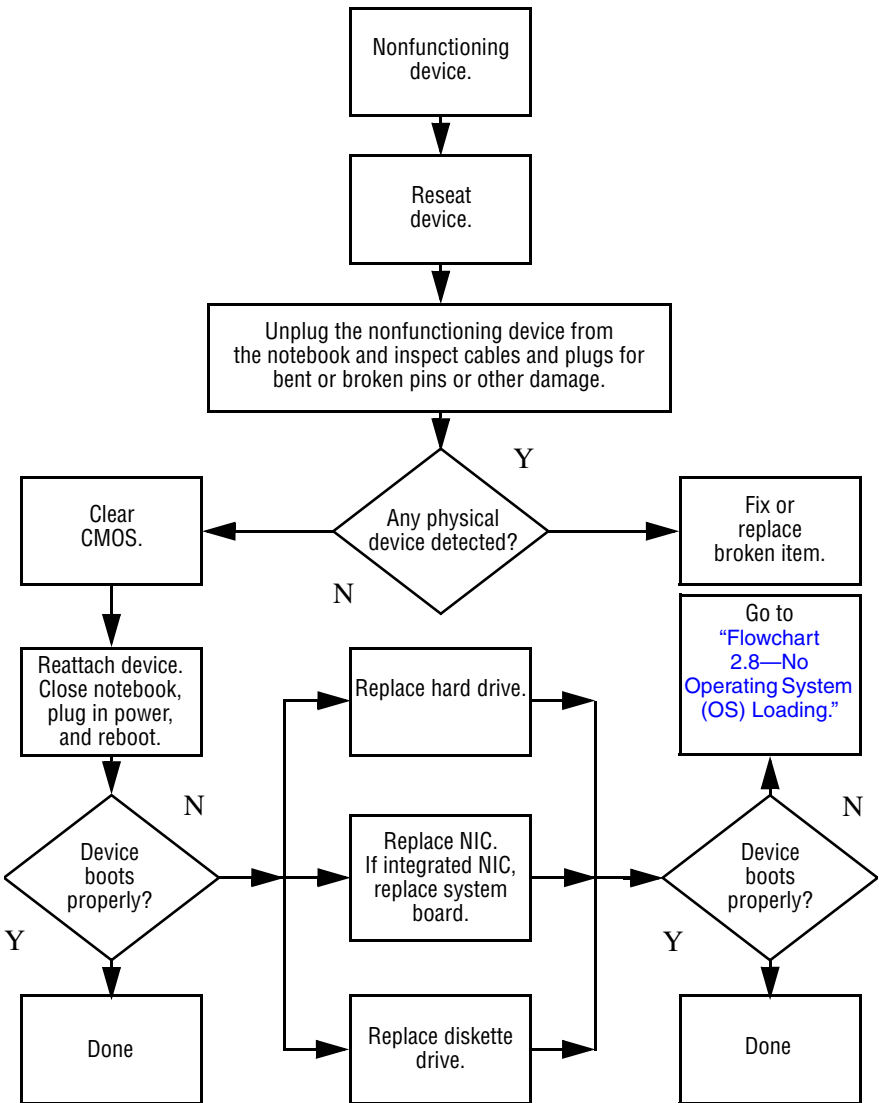 Nonfunctioning
device.
Reseat
device.
Unplug the nonfunctioning device from
the notebook and inspect cables and plugs for
bent or broken pins or other damage.
Y
Any physical
device detected?
N
Clear
CMOS.
Fix or
replace
broken item.
Go to
“Flowchart
2.8—No
Operating System
(OS) Loading.”
Reattach device.
Close notebook,
plug in power,
and reboot.
Replace hard drive.
N
Device
boots
properly?
Y
Replace NIC.
If integrated NIC,
replace system
board.
N
Device
boots
properly?
Y
Done
Replace diskette
drive.
Done